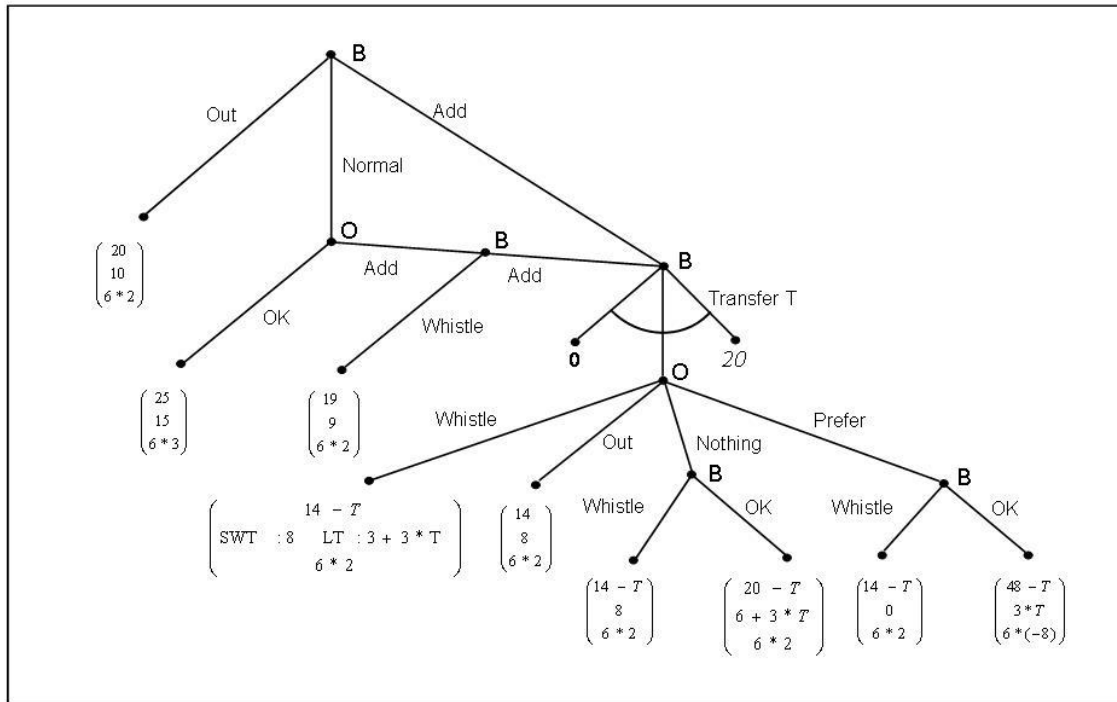 B
Out
Add
Normal
O
B
B
Add
Add
20
10
6 * 2
Transfer T
OK
Whistle
0
20
O
25
15
6 * 3
19
9
6 * 2
Whistle
Out
Nothing
Prefer
B
B
14 - T
SWT : 8 LT : 3 + 3 * T
6 * 2
14
8
6 * 2
Whistle
OK
Whistle
OK
14 - T
8
6 * 2
20 - T
6 + 3 * T
6 * 2
14 - T
0
6 * 2
48 - T
3 * T
6 * (-8)